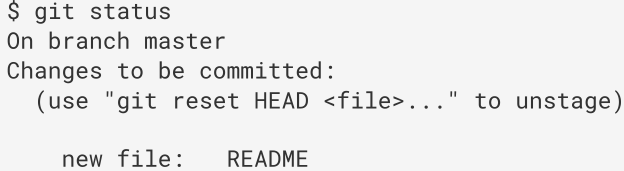 $ git status
On branch master
Changes to be committed:
  (use "git reset HEAD <file>..." to unstage)

    new file:   README